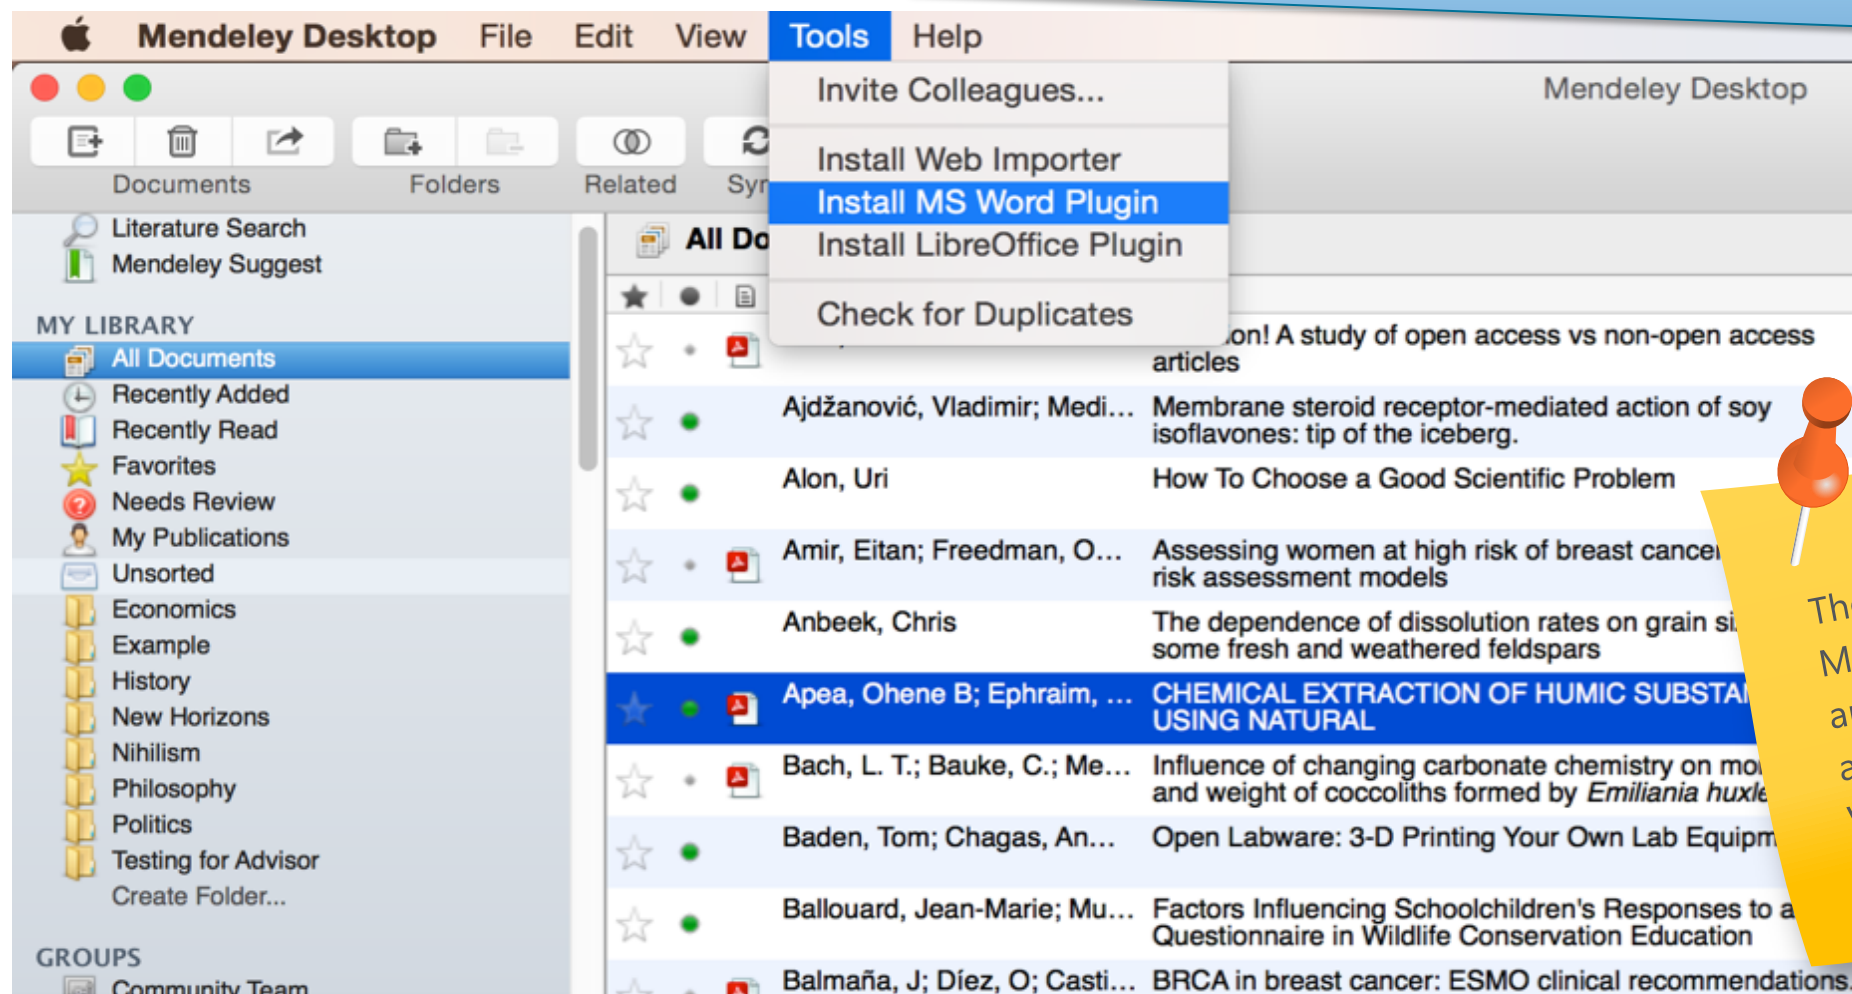 Mendeley Desktop File Edit View Tools Help
Mendeley Desktop
Invite Colleagues...
Install Web Importer
Install MS Word Plugin
Install LibreOffice Plugin
Check for Duplicates
Documents Folders Related
Literature Search
Mendeley Suggest
MY LIBRARY
All Documents
Recently Added
Recently Read
Favorites
Needs Review
My Publications
Unsorted
Economics
Example
History
New Horizons
Nihilism
Philosophy
Politics
Testing for Advisor
Create Folder...
GROUPS
Community Team
All
A study of open access vs non-open access
articles
Ajdžanović, Vladimir; Medi... Membrane steroid receptor-mediated action of soy
isoflavones: tip of the iceberg.
Alon, Uri How To Choose a Good Scientific Problem
Amir, Eitan; Freedman, O... Assessing women at high risk of breast cancer
risk assessment models
Anbeek, Chris The dependence of dissolution rates on grain
some fresh and weathered feldspars
Apea, Ohene B; Ephraim, ... CHEMICAL EXTRACTION OF HUMIC
USING NATURAL
Bach, L. T.; Bauke, C.; Me... Influence of changing carbonate chemistry on
and weight of coccoliths formed by Emiliania
Baden, Tom; Chagas, An... Open Labware: 3-D Printing Your Own Lab
Ballouard, Jean-Marie; Mu... Factors Influencing Schoolchildren's Responses to a
Questionnaire in Wildlife Conservation Education
Balmaña, J; Díez, O; Casti... BRCA in breast cancer: ESMO clinical recommendations.